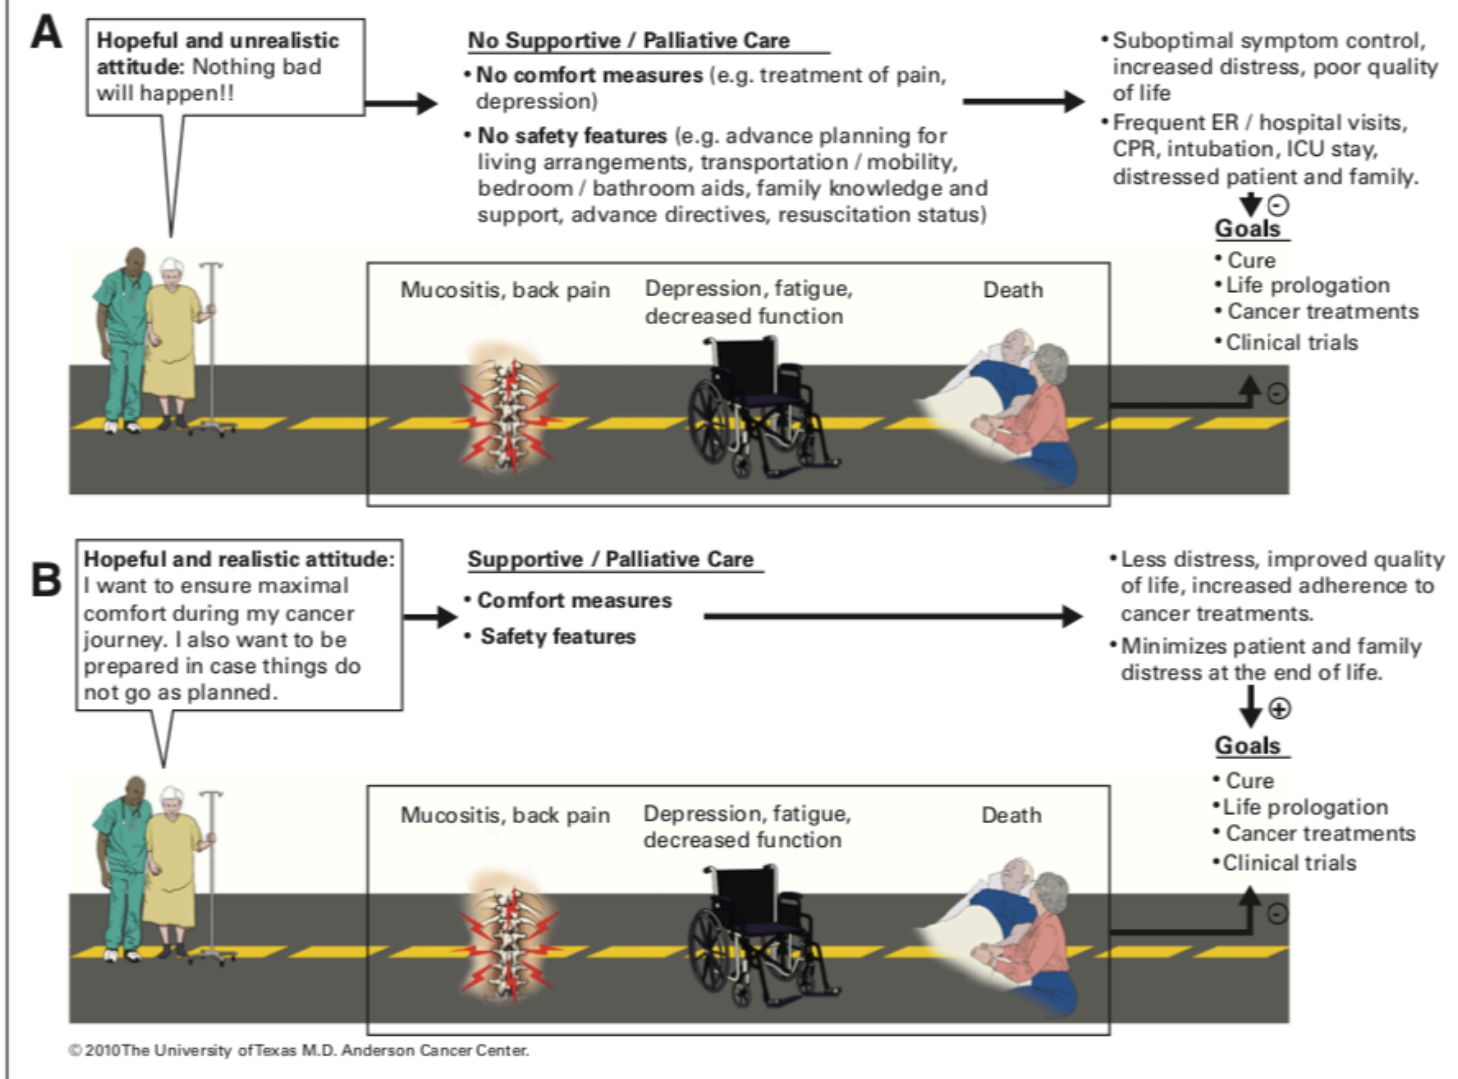 A
Hopeful and unrealistic
attitude: Nothing bad
will happen!!
No Supportive / Palliative Care
• No comfort measures (e.g. treatment of pain,
depression)
• No safety features (e.g. advance planning for
living arrangements, transportation / mobility,
bedroom / bathroom aids, family knowledge and
support, advance directives, resuscitation status)
• Suboptimal symptom control,
increased distress, poor quality
of life
• Frequent ER / hospital visits,
CPR, intubation, ICU stay,
distressed patient and family.
-
Goals
• Cure
• Life prologation
• Cancer treatments
• Clinical trials
-
Mucositis, back pain
Depression, fatigue,
decreased function
Death
B
Hopeful and realistic attitude:
I want to ensure maximal
comfort during my cancer
journey. I also want to be
prepared in case things do
not go as planned.
Supportive / Palliative Care
• Comfort measures
• Safety features
• Less distress, improved quality
of life, increased adherence to
cancer treatments.
• Minimizes patient and family
distress at the end of life.
+
Goals
• Cure
• Life prologation
• Cancer treatments
• Clinical trials
-
Mucositis, back pain
Depression, fatigue,
decreased function
Death
© 2010 The University of Texas M.D. Anderson Cancer Center.